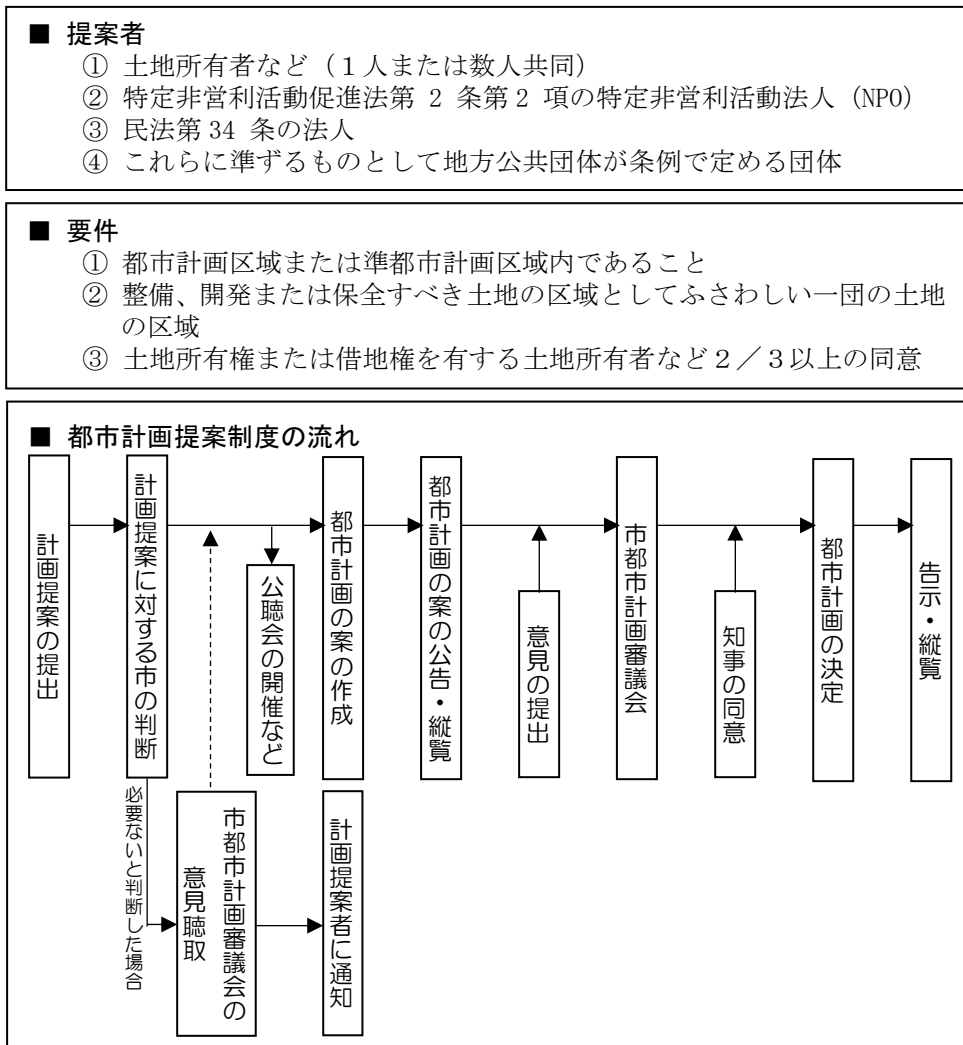 ■ 提案者
① 土地所有者など（１人または数人共同）
② 特定非営利活動促進法第 2 条第 2 項の特定非営利活動法人 (NPO)
③ 民法第 34 条の法人
④ これらに準ずるものとして地方公共団体が条例で定める団体
■ 要件
① 都市計画区域または準都市計画区域内であること
② 整備、開発または保全すべき土地の区域としてふさわしい一団の土地
の区域
③ 土地所有権または借地権を有する土地所有者など２／３以上の同意
■ 都市計画提案制度の流れ
計画提案の提出
計画提案に対する市の判断
公聴会の開催など
都市計画の案の作成
都市計画の案の公告・縦覧
意見の提出
市都市計画審議会
知事の同意
都市計画の決定
告示・縦覧
必要ないと判断した場合
市都市計画審議会の
意見聴取
計画提案者に通知